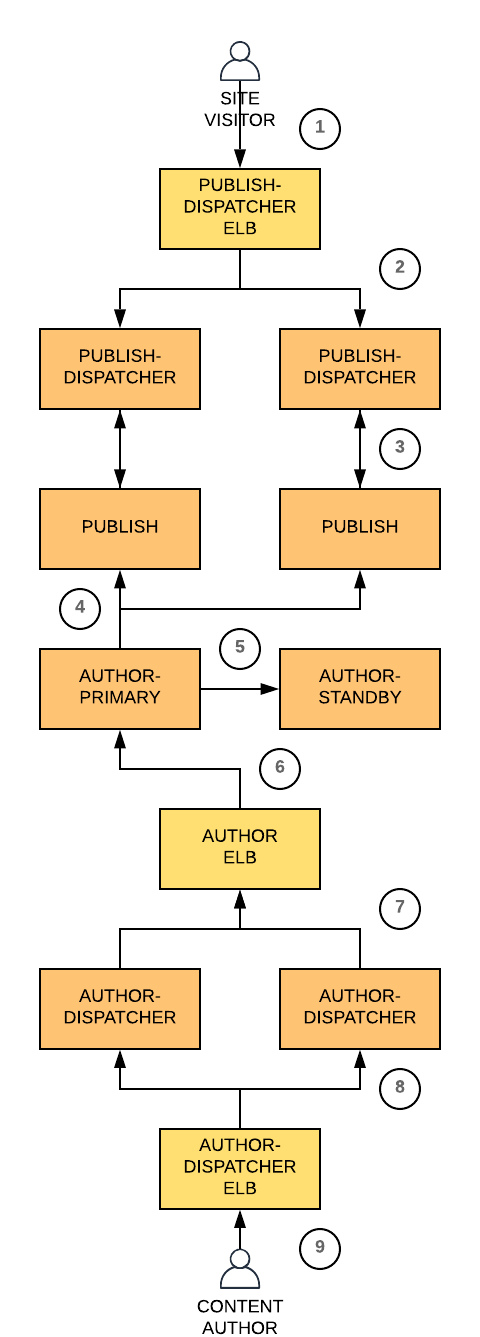 SITE
VISITOR
1
PUBLISH-
DISPATCHER
ELB
2
PUBLISH-
DISPATCHER
PUBLISH-
DISPATCHER
3
PUBLISH
PUBLISH
4
5
AUTHOR-
PRIMARY
AUTHOR-
STANDBY
6
AUTHOR
ELB
7
AUTHOR-
DISPATCHER
AUTHOR-
DISPATCHER
8
AUTHOR-
DISPATCHER
ELB
9
CONTENT
AUTHOR